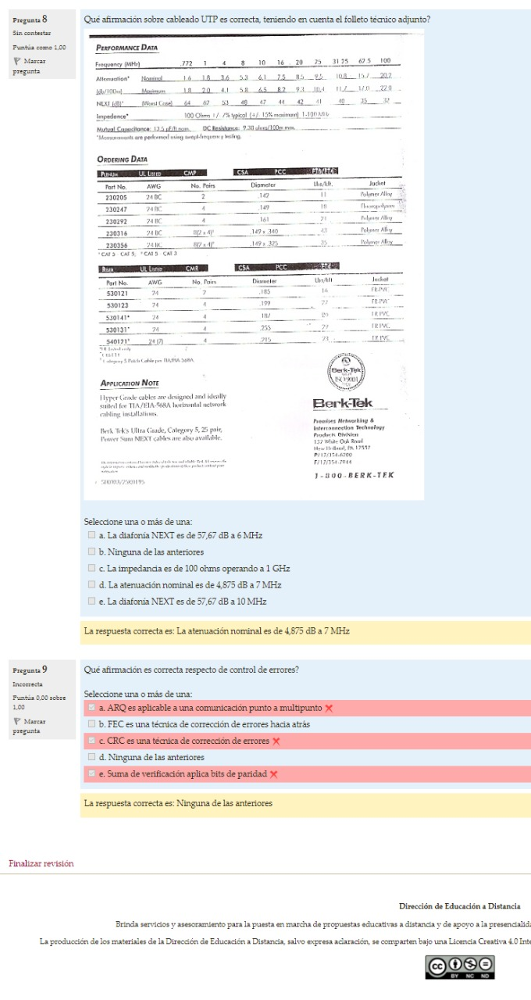 Pregunta 8
Sin contestar
Puntúa como 1,00
Marcar
pregunta
Qué afirmación sobre cableado UTP es correcta, teniendo en cuenta el folleto técnico adjunto?
PERFORMANCE DATA
Frequency (MHz) .772 1 4 8 10 16 20 25 31 25 62 5 100
Attenuation* Nominal 1.6 1.8 3.6 5.3 6.1 7.5 8.5 9.5 10.8 15.7 20.2
(db/100m) Maximum 1.8 2.0 4.1 5.8 6.5 8.2 9.3 10.4 11.7 17.0 22.0
NEXT (dB)* (Worst Case) 64 62 53 48 47 44 42 41 40 35 32
Impedance* 100 Ohms +/- 7% typical (+/- 15% maximum) 1-100 MHz
Mutual Capacitance: 13.5 pF/ft nom. DC Resistance: 9.30 ohms/100m max.
*Measurements are performed using swept-frequency testing.
ORDERING DATA
PLENUM UL LISTED CMP CSA PCC FT6/FT4
Part No. AWG No. Pairs Diameter Lbs/kft. Jacket
230205 24 BC 2 .142 11 Polymer Alloy
230247 24 BC 4 .149 18 Fluoropolymer
230292 24 BC 4 .161 21 Polymer Alloy
230316 24 BC 8(2 x 4)¹ .149 x .340 43 Polymer Alloy
230356 24 BC 8(2 x 4)² .149 x .325 35 Polymer Alloy
¹CAT 5 CAT 5, ²CAT 5 CAT 3
RISER UL LISTED CMR CSA PCC FT4
Part No. AWG No. Pairs Diameter Lbs/kft Jacket
530121 24 2 .185 16 FR PVC
530123 24 4 .199 22 FR PVC
530141* 24 4 .187 20 FR PVC
530131* 24 4 .255 27 FR PVC
540121* 24 (7) 4 .215 23 FR PVC
Category 5 Patch Cable per TIA/EIA 568A
APPLICATION NOTE
Hyper Grade cables are designed and ideally
suited for TIA/EIA-568A horizontal network
cabling installations.
Berk-Tek's Ultra Grade, Category 5, 25 pair,
Power Sum NEXT cables are also available.
Berk-Tek
ISO 9001
Berk-Tek
Premises Networking &
Interconnection Technology
Products Division
132 White Oak Road
New Holland, PA 17557
P/717/354-6200
F/717/354-7944
1-800-BERK-TEK
Seleccione una o más de una:
a. La diafonía NEXT es de 57,67 dB a 6 MHz
b. Ninguna de las anteriores
c. La impedancia es de 100 ohms operando a 1 GHz
d. La atenuación nominal es de 4,875 dB a 7 MHz
e. La diafonía NEXT es de 57,67 dB a 10 MHz
La respuesta correcta es: La atenuación nominal es de 4,875 dB a 7 MHz
Pregunta 9
Incorrecta
Puntúa 0,00 sobre
1,00
Marcar
pregunta
Qué afirmación es correcta respecto de control de errores?
Seleccione una o más de una:
a. ARQ es aplicable a una comunicación punto a multipunto
b. FEC es una técnica de corrección de errores hacia atrás
c. CRC es una técnica de corrección de errores
d. Ninguna de las anteriores
e. Suma de verificación aplica bits de paridad
La respuesta correcta es: Ninguna de las anteriores
Finalizar revisión
Dirección de Educación a Distancia
Brinda servicios y asesoramiento para la puesta en marcha de propuestas educativas a distancia y de apoyo a la presencialida
La producción de los materiales de la Dirección de Educación a Distancia, salvo expresa aclaración, se comparten bajo una Licencia Creativa 4.0 Inte
cc BY NC ND